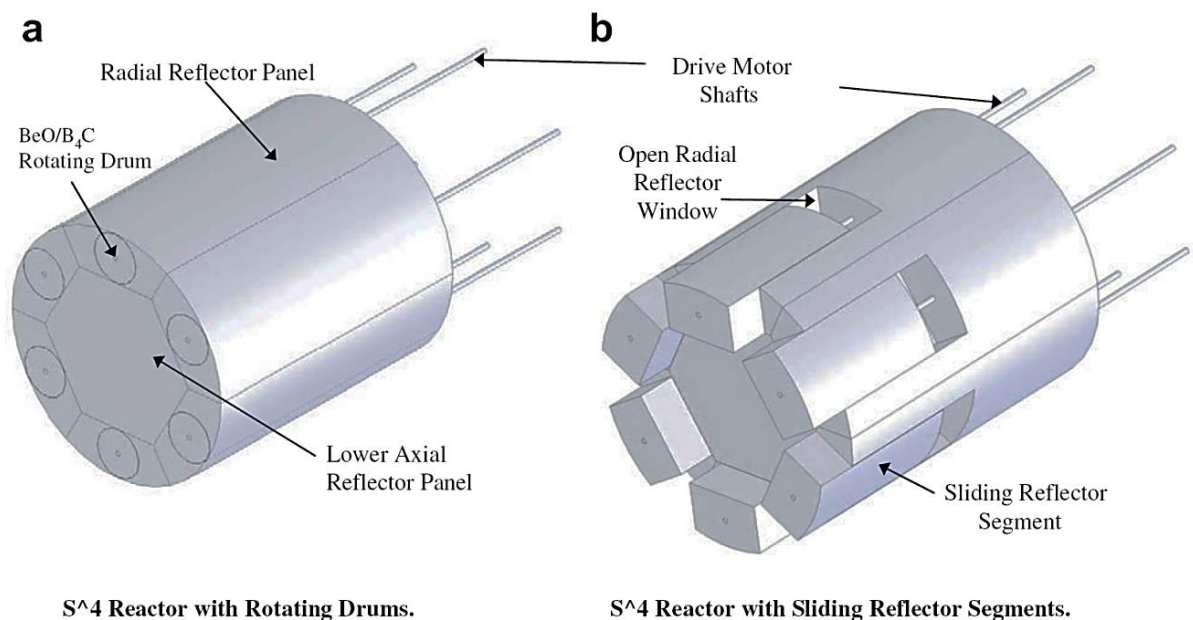 a
Radial Reflector Panel
BeO/B₄C
Rotating Drum
Lower Axial
Reflector Panel
S^4 Reactor with Rotating Drums.
b
Drive Motor
Shafts
Open Radial
Reflector
Window
Sliding Reflector
Segment
S^4 Reactor with Sliding Reflector Segments.